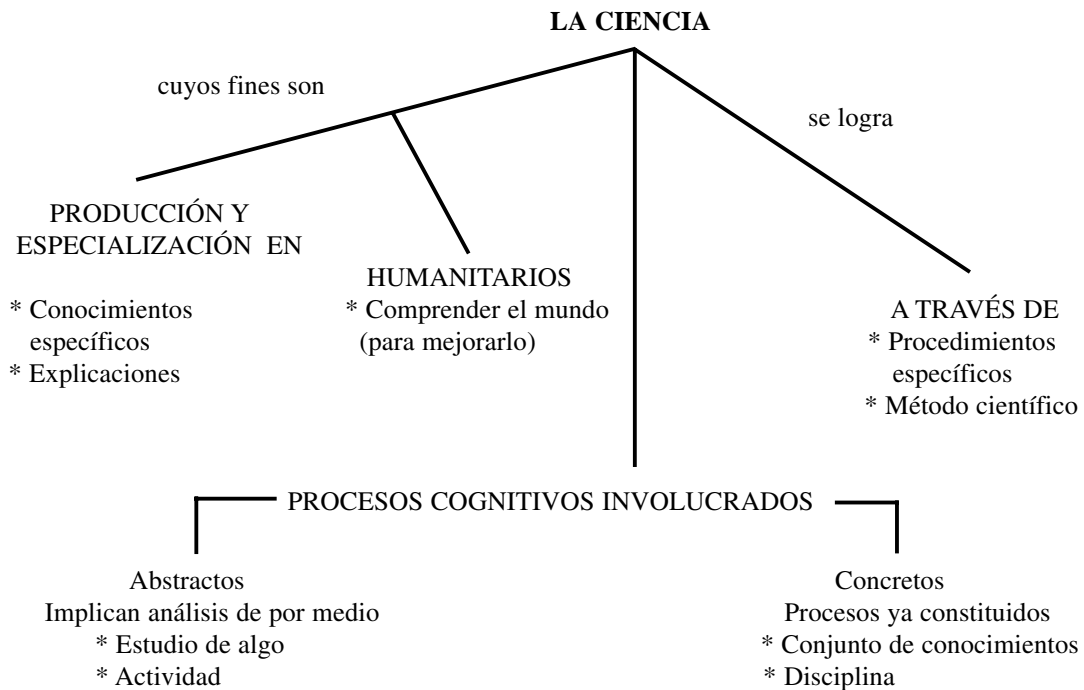 LA CIENCIA
cuyos fines son
se logra
PRODUCCIÓN Y
ESPECIALIZACIÓN EN
* Conocimientos
específicos
* Explicaciones
HUMANITARIOS
* Comprender el mundo
(para mejorarlo)
A TRAVÉS DE
* Procedimientos
específicos
* Método científico
PROCESOS COGNITIVOS INVOLUCRADOS
Abstractos
Implican análisis de por medio
* Estudio de algo
* Actividad
Concretos
Procesos ya constituidos
* Conjunto de conocimientos
* Disciplina